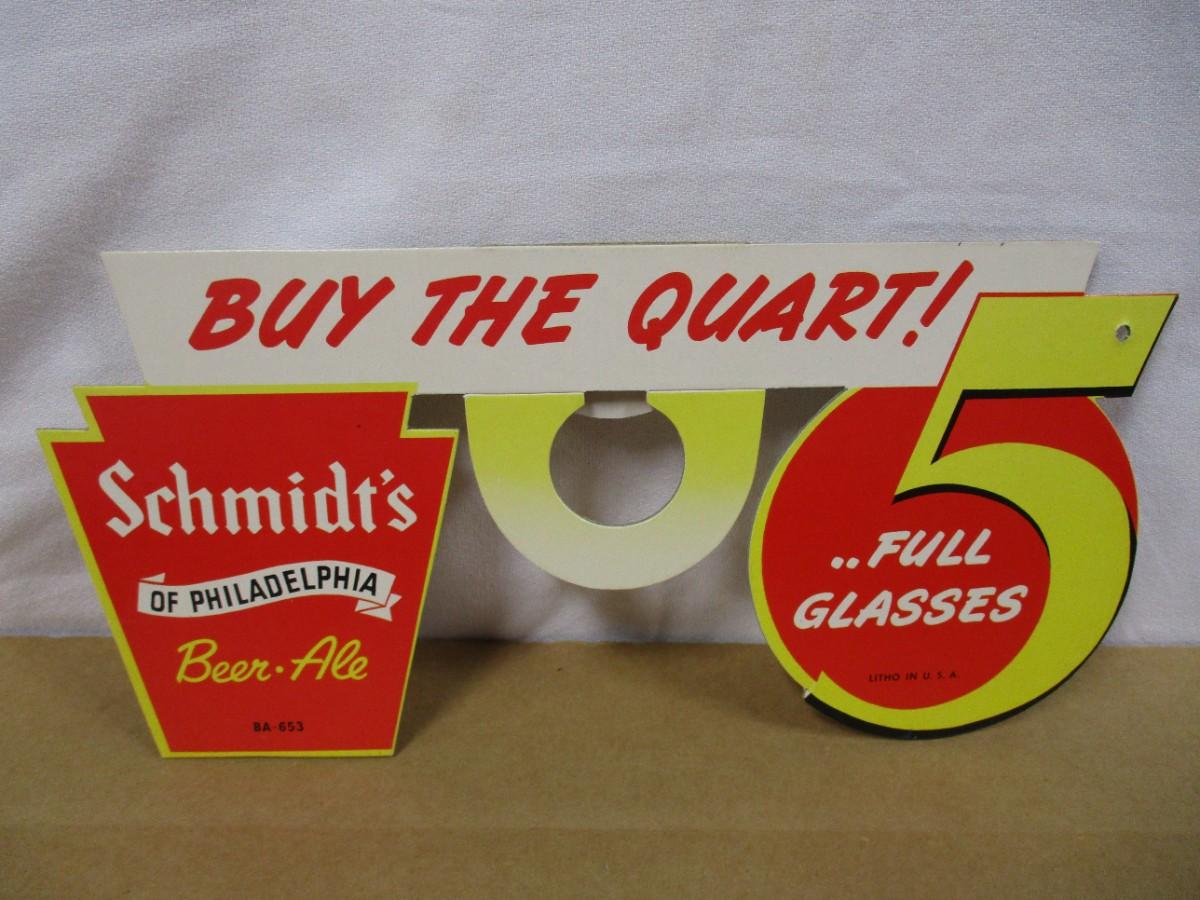 BUY THE QUART!
Schmidt's
OF PHILADELPHIA
Beer·Ale
BA-653
5
..FULL
GLASSES
LITHO IN U. S. A.